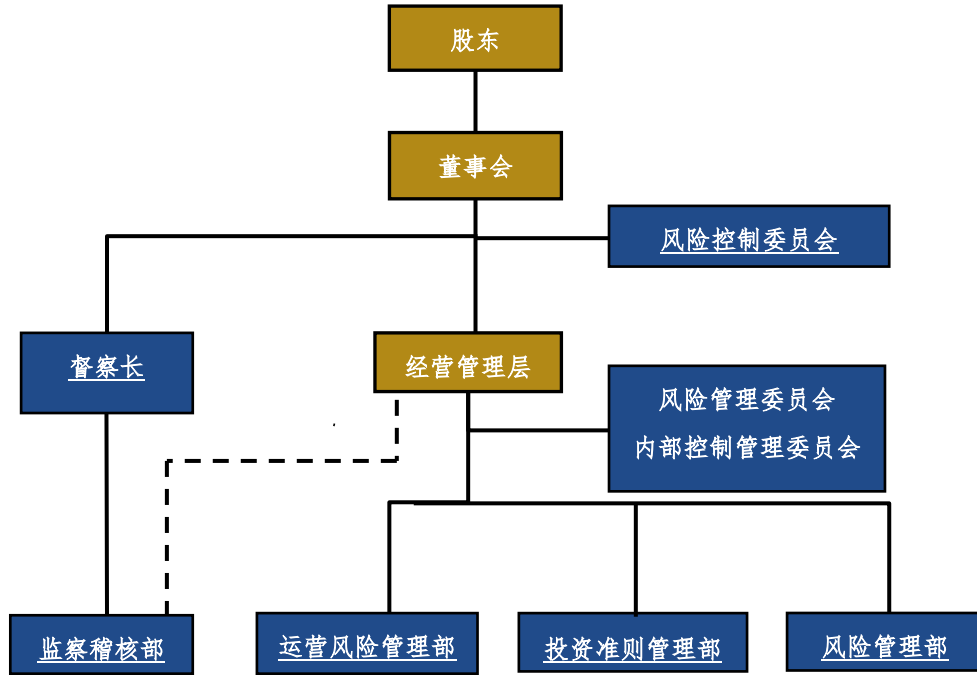 股东
董事会
风险控制委员会
督察长
经营管理层
风险管理委员会
内部控制管理委员会
监察稽核部
运营风险管理部
投资准则管理部
风险管理部